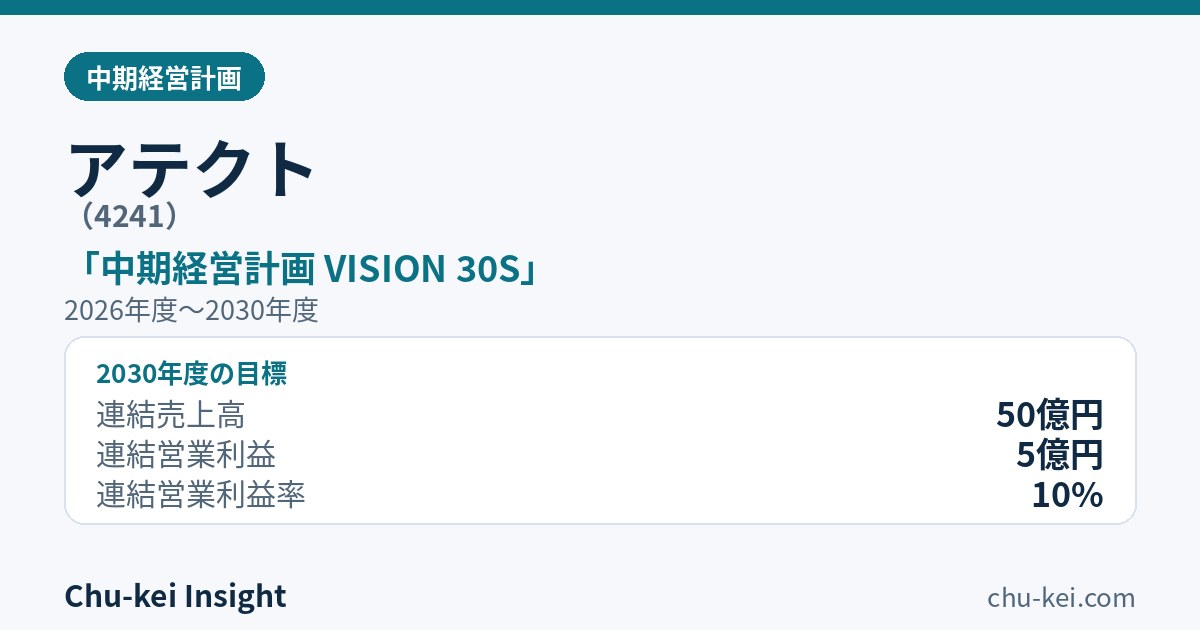 中期経営計画
アテクト
（4241）
「中期経営計画 VISION 30S」
2026年度〜2030年度
2030年度の目標
連結売上高 50億円
連結営業利益 5億円
連結営業利益率 10%
Chu-kei Insight chu-kei.com